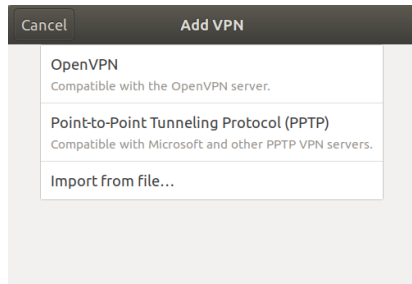 Cancel
Add VPN
OpenVPN
Compatible with the OpenVPN server.
Point-to-Point Tunneling Protocol (PPTP)
Compatible with Microsoft and other PPTP VPN servers.
Import from file…